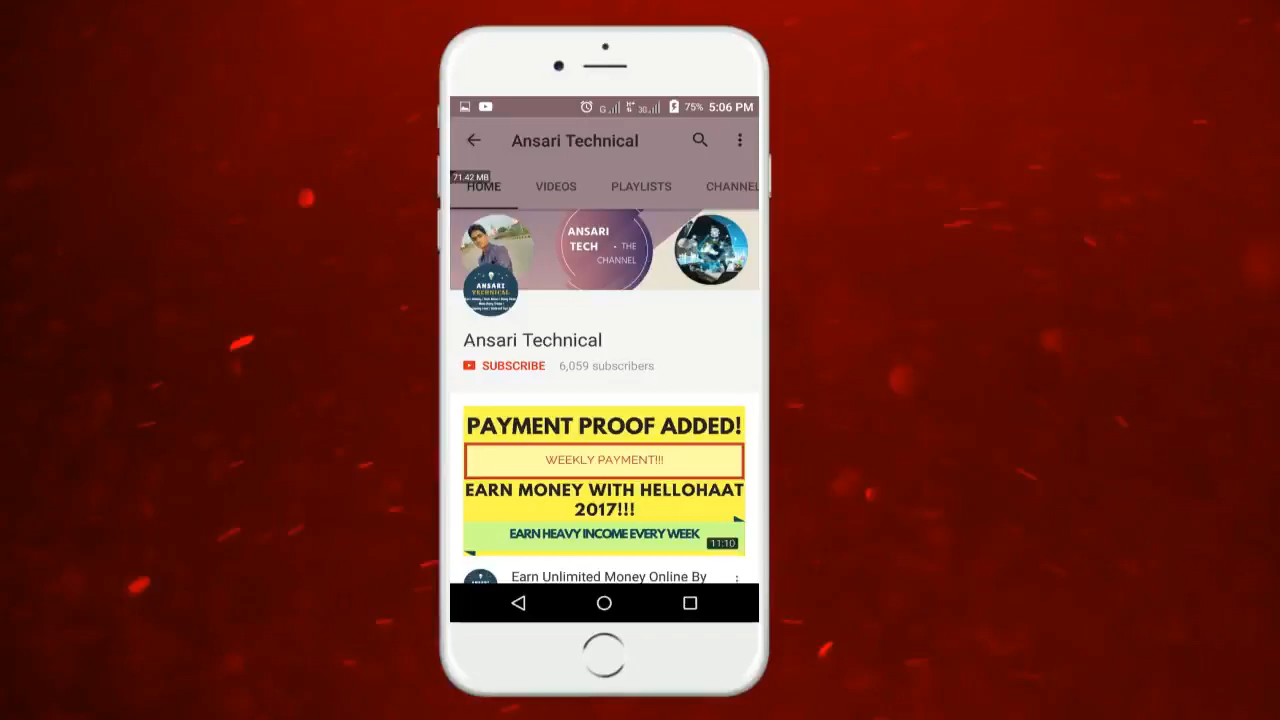 G 3G 75% 5:06 PM
Ansari Technical
71.42 MB
HOME VIDEOS PLAYLISTS CHANNEL
ANSARI
TECH - THE
CHANNEL
ANSARI
TECHNICAL
Ansari Technical
SUBSCRIBE 6,059 subscribers
PAYMENT PROOF ADDED!
WEEKLY PAYMENT!!!
EARN MONEY WITH HELLOHAAT
2017!!!
EARN HEAVY INCOME EVERY WEEK
11:10
Earn Unlimited Money Online By